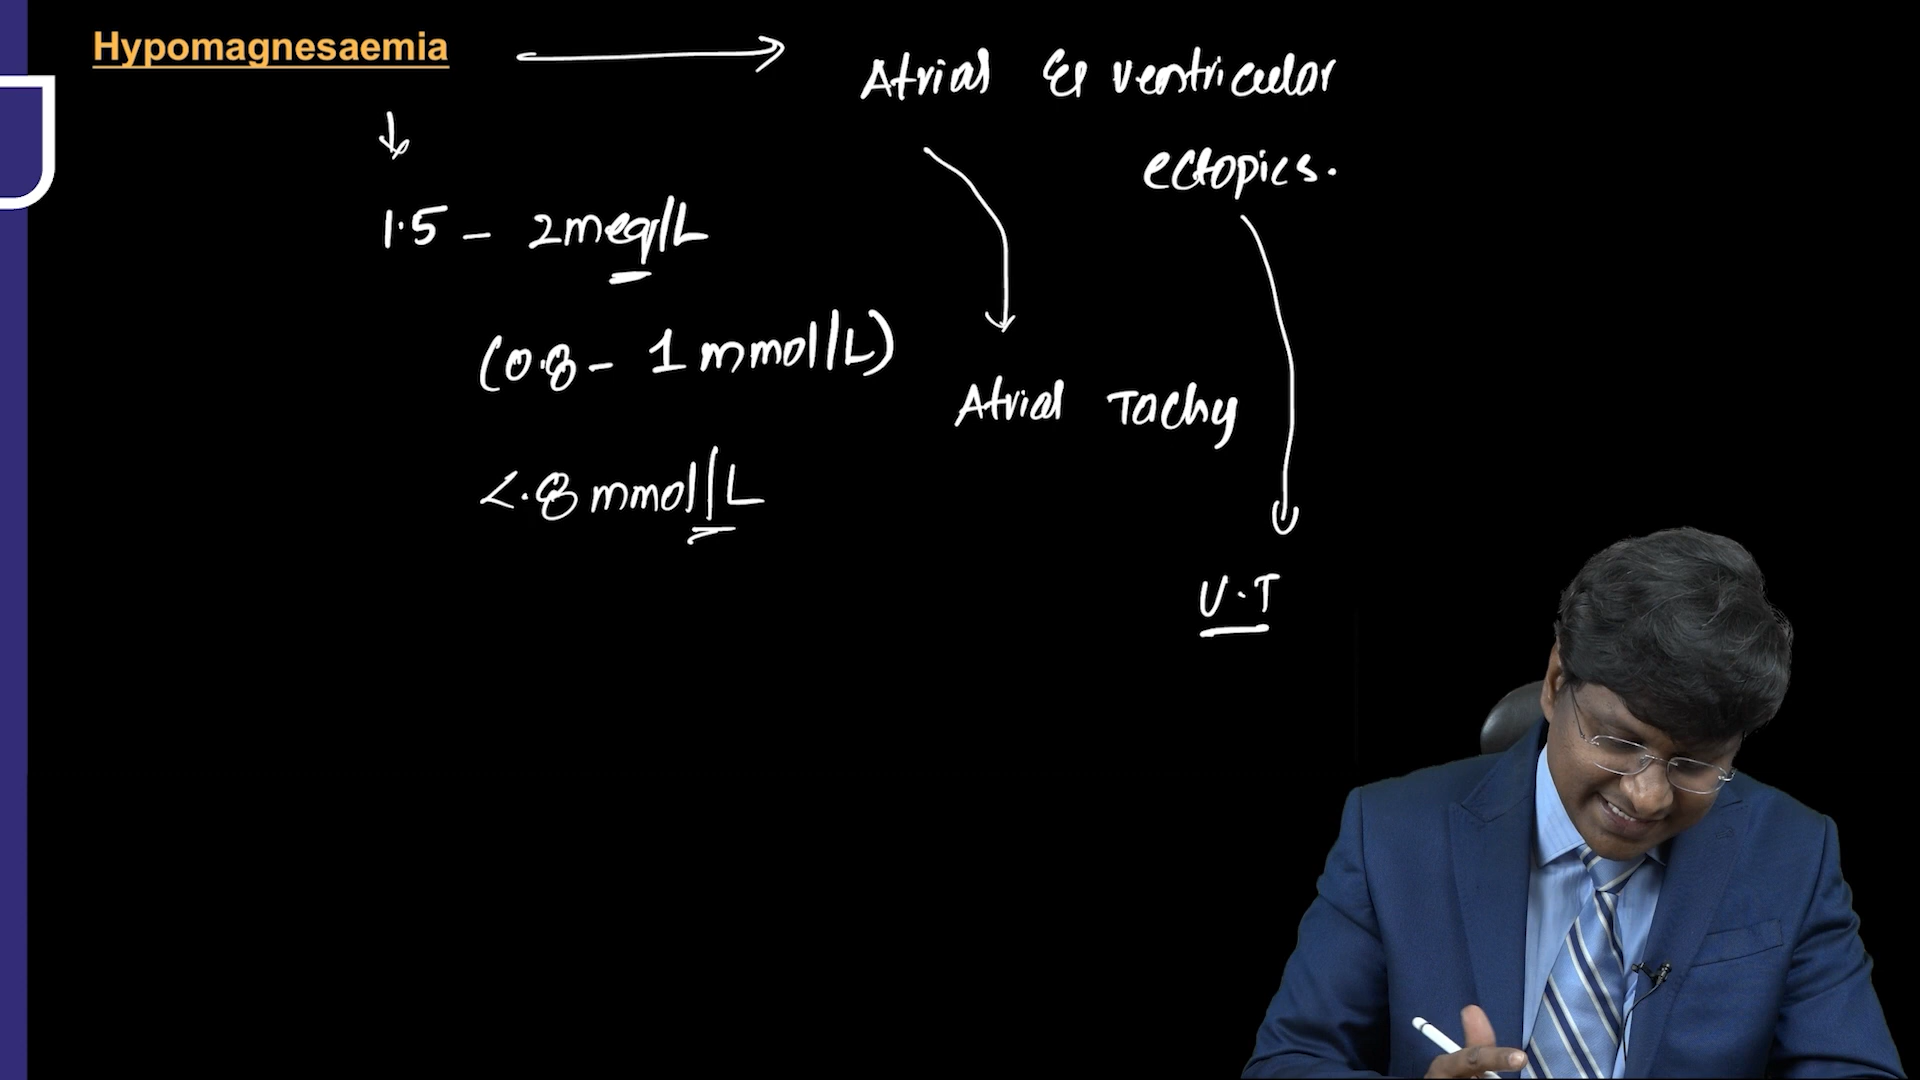 Hypomagnesaemia
Atrial & ventricular
ectopics.
1.5 - 2meq/L
(0.8 - 1 mmol/L)
Atrial Tachy
<.8 mmol/L
V.T